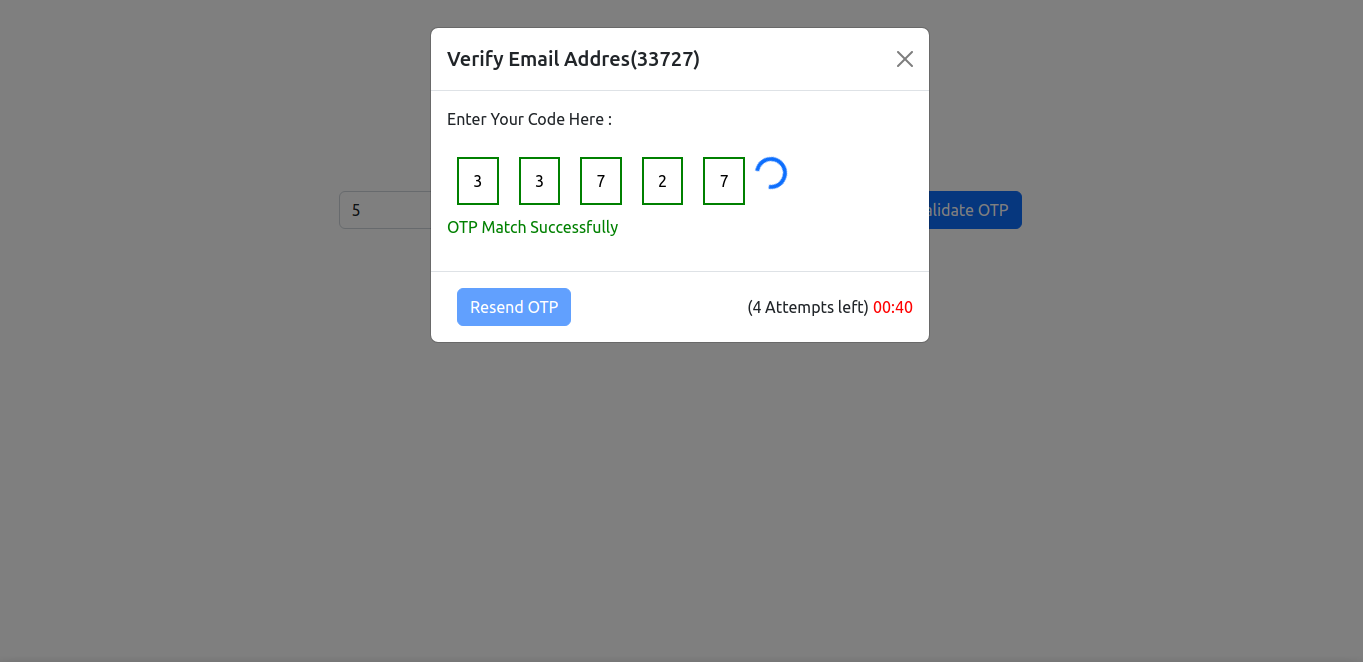 Verify Email Addres(33727)
Enter Your Code Here :
3 3 7 2 7
5
alidate OTP
OTP Match Successfully
Resend OTP (4 Attempts left) 00:40